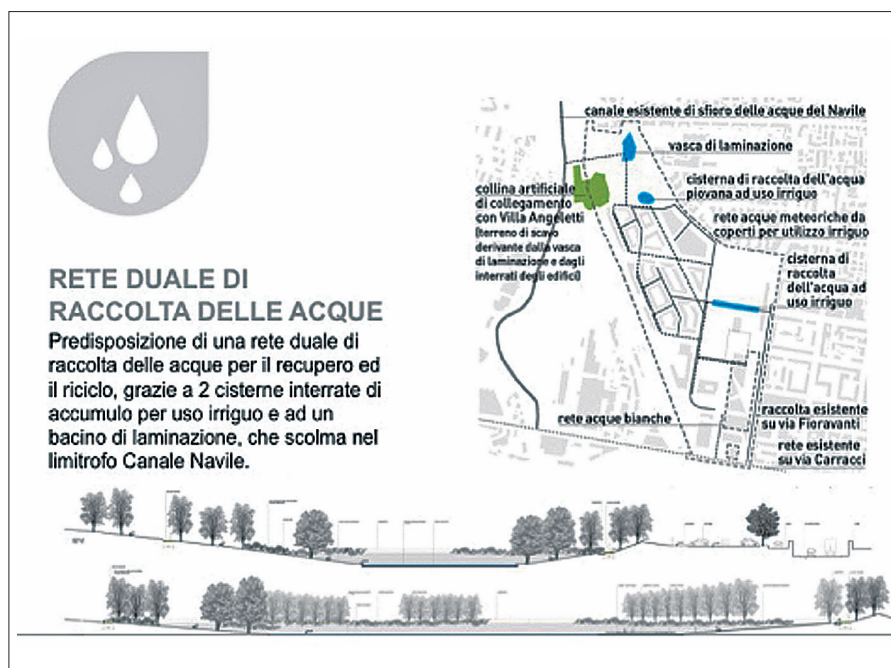 RETE DUALE DI
RACCOLTA DELLE ACQUE
Predisposizione di una rete duale di
raccolta delle acque per il recupero ed
il riciclo, grazie a 2 cisterne interrate di
accumulo per uso irriguo e ad un
bacino di laminazione, che scolma nel
limitrofo Canale Navile.
canale esistente di sfioro delle acque del Navile
vasca di laminazione
cisterna di raccolta dell'acqua
piovana ad uso irriguo
collina artificiale
di collegamento
con Villa Angeletti
(terreno di scavo
derivante dalla vasca
di laminazione e dagli
interrati degli edifici)
rete acque meteoriche da
coperti per utilizzo irriguo
cisterna di
raccolta
dell'acqua ad
uso irriguo
rete acque bianche
raccolta esistente
su via Fioravanti
rete esistente
su via Carracci